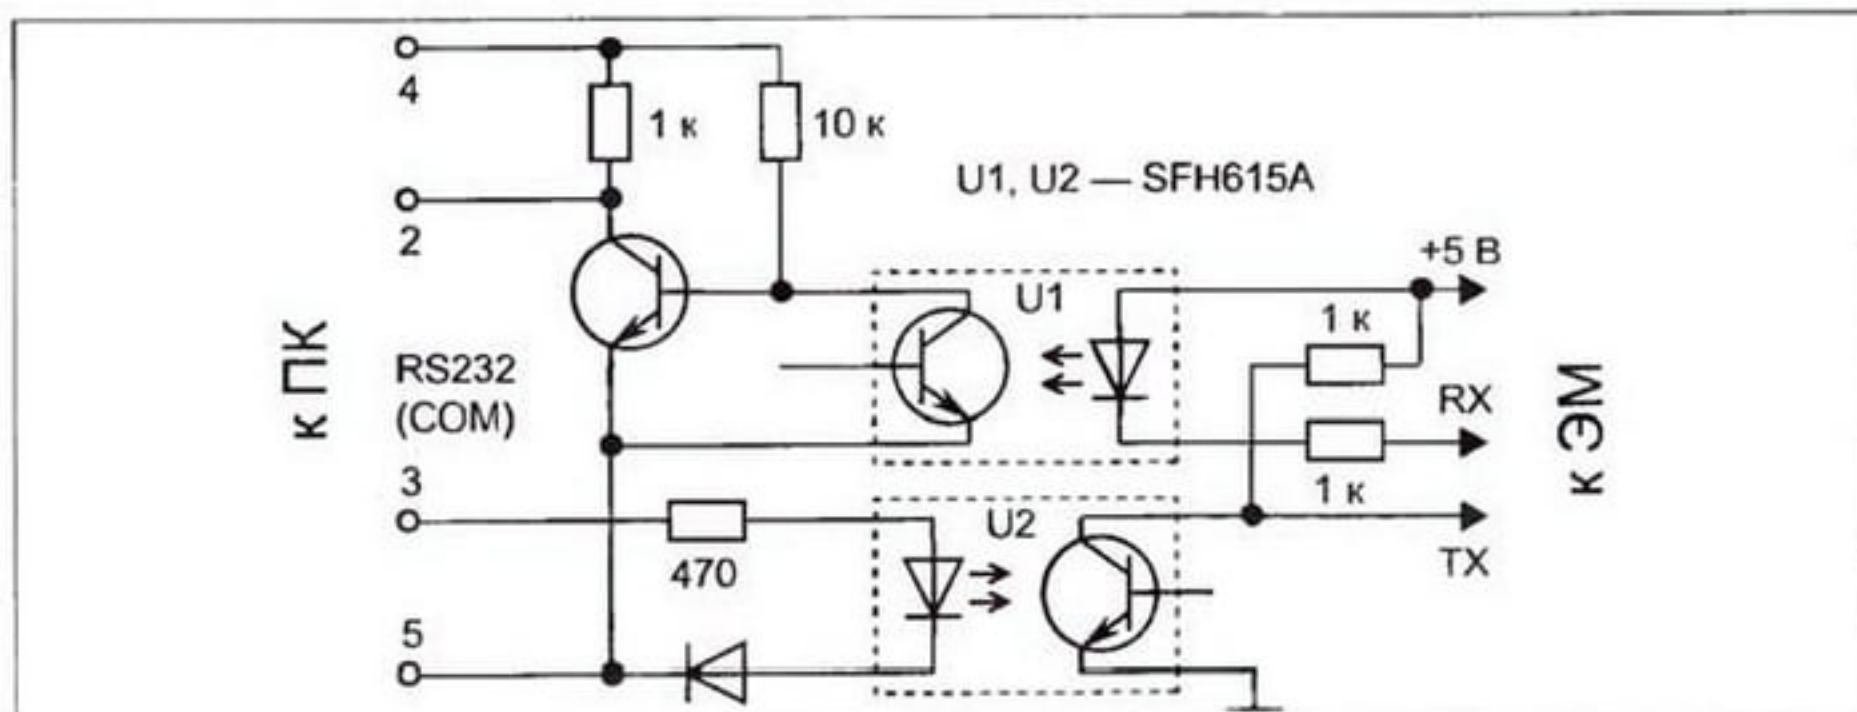 4
1 к
10 к
U1, U2 — SFH615A
2
+5 В
U1
1 к
к ПК
RS232
(COM)
RX
к ЭМ
3
1 к
U2
470
TX
5